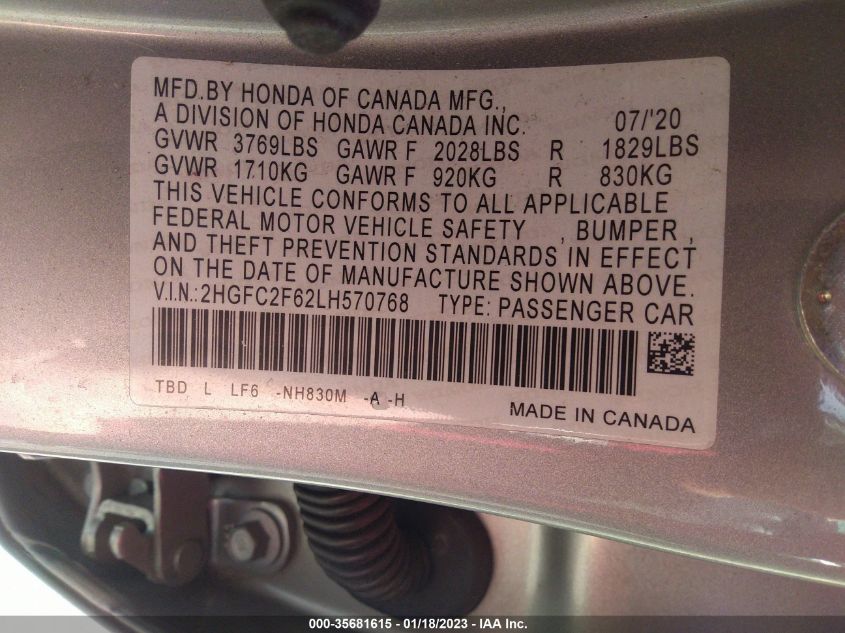 MFD.BY HONDA OF CANADA MFG.,
A DIVISION OF HONDA CANADA INC. 07/'20
GVWR 3769LBS GAWR F 2028LBS R 1829LBS
GVWR 1710KG GAWR F 920KG R 830KG
THIS VEHICLE CONFORMS TO ALL APPLICABLE
FEDERAL MOTOR VEHICLE SAFETY , BUMPER ,
AND THEFT PREVENTION STANDARDS IN EFFECT
ON THE DATE OF MANUFACTURE SHOWN ABOVE.
V.I.N.:2HGFC2F62LH570768 TYPE: PASSENGER CAR
TBD L LF6 -NH830M -A -H
MADE IN CANADA
000-35681615 - 01/18/2023 - IAA Inc.